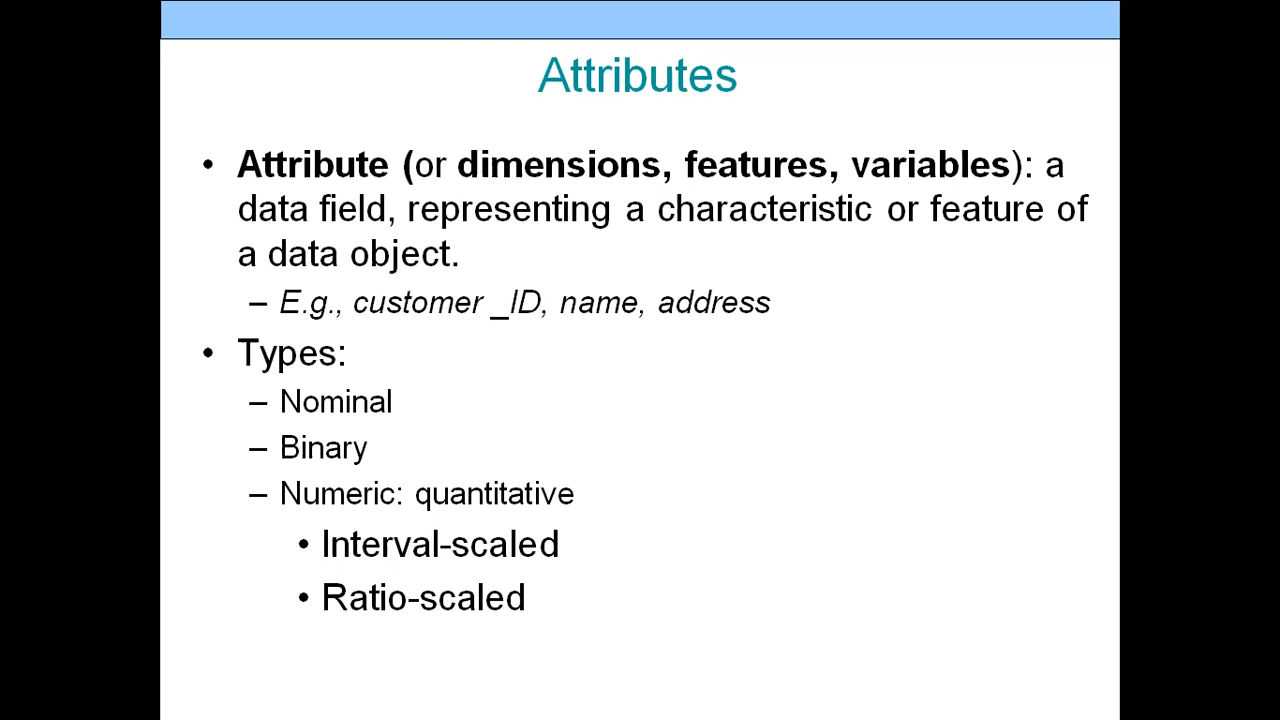 Attributes
• Attribute (or dimensions, features, variables): a
data field, representing a characteristic or feature of
a data object.
– E.g., customer _ID, name, address
• Types:
– Nominal
– Binary
– Numeric: quantitative
• Interval-scaled
• Ratio-scaled